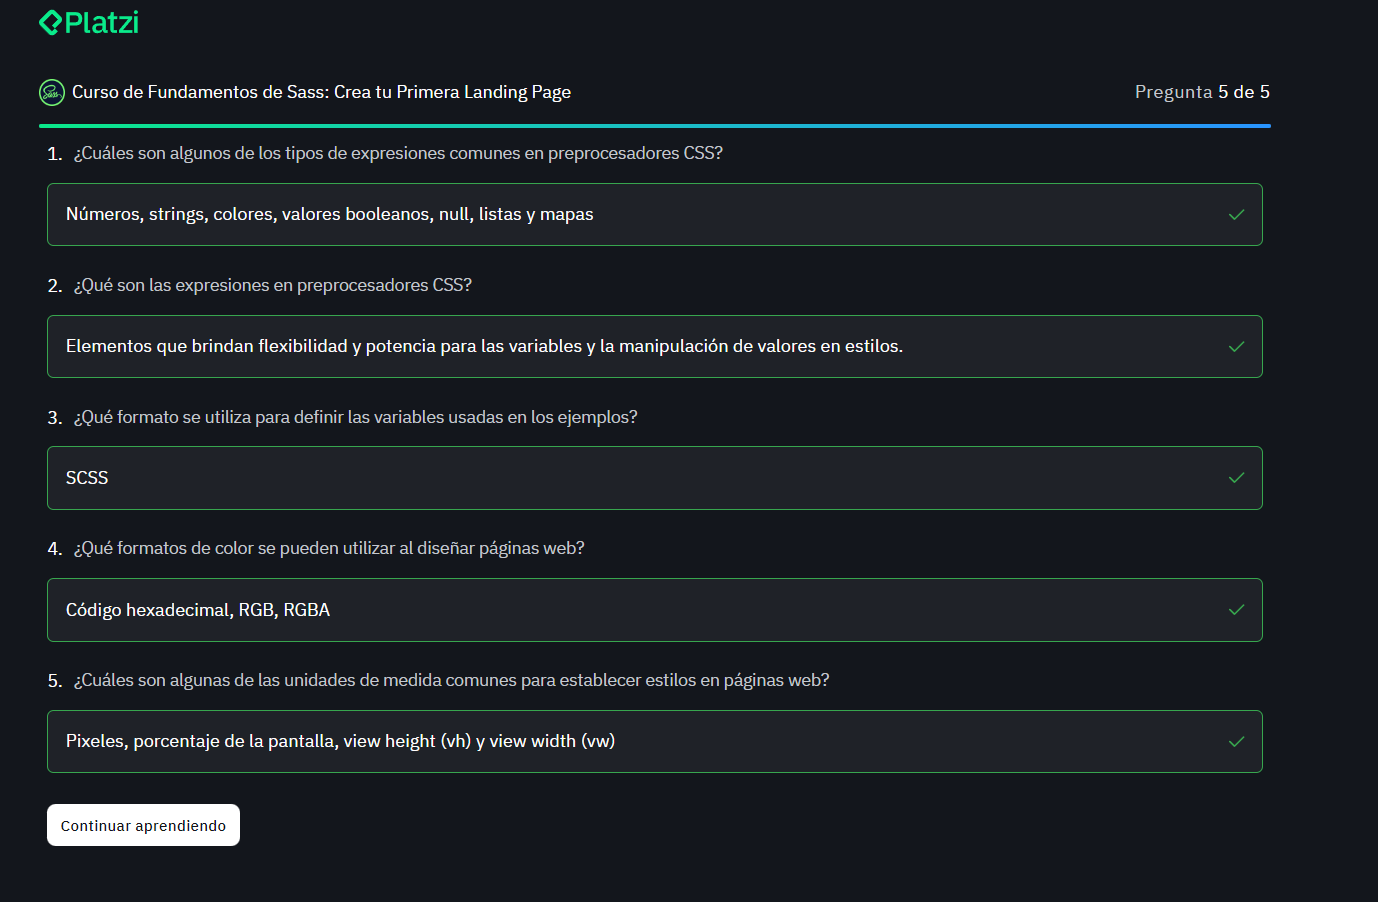 Platzi
Curso de Fundamentos de Sass: Crea tu Primera Landing Page
Pregunta 5 de 5
1. ¿Cuáles son algunos de los tipos de expresiones comunes en preprocesadores CSS?
Números, strings, colores, valores booleanos, null, listas y mapas
2. ¿Qué son las expresiones en preprocesadores CSS?
Elementos que brindan flexibilidad y potencia para las variables y la manipulación de valores en estilos.
3. ¿Qué formato se utiliza para definir las variables usadas en los ejemplos?
SCSS
4. ¿Qué formatos de color se pueden utilizar al diseñar páginas web?
Código hexadecimal, RGB, RGBA
5. ¿Cuáles son algunas de las unidades de medida comunes para establecer estilos en páginas web?
Pixeles, porcentaje de la pantalla, view height (vh) y view width (vw)
Continuar aprendiendo